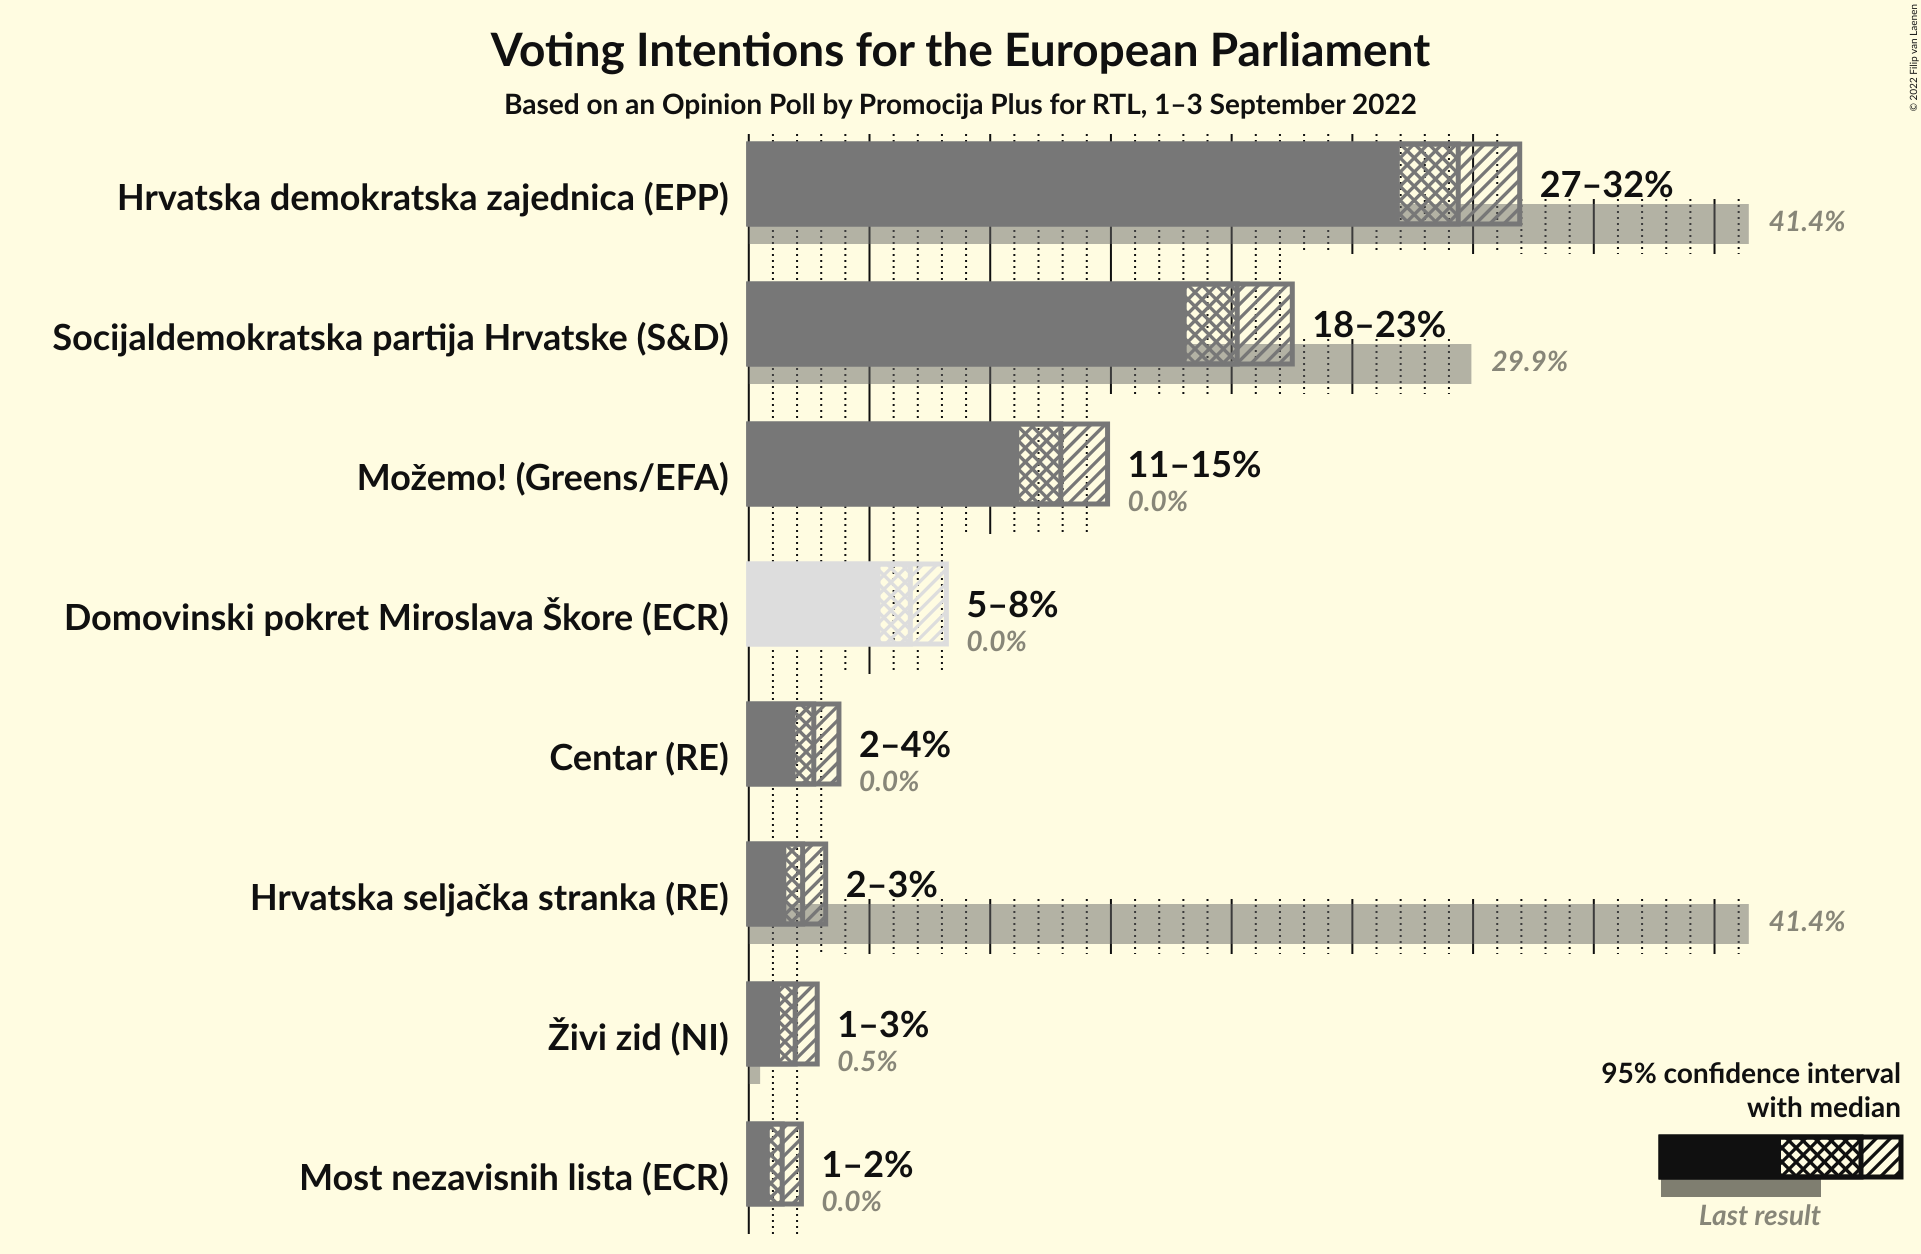 Voting Intentions for the European Parliament
Based on an Opinion Poll by Promocija Plus for RTL, 1–3 September 2022
© 2022 Filip van Laenen
Hrvatska demokratska zajednica (EPP)
27–32%
41.4%
Socijaldemokratska partija Hrvatske (S&D)
18–23%
29.9%
Možemo! (Greens/EFA)
11–15%
0.0%
Domovinski pokret Miroslava Škore (ECR)
5–8%
0.0%
Centar (RE)
2–4%
0.0%
Hrvatska seljačka stranka (RE)
2–3%
41.4%
Živi zid (NI)
1–3%
0.5%
Most nezavisnih lista (ECR)
1–2%
0.0%
95% confidence interval
with median
Last result